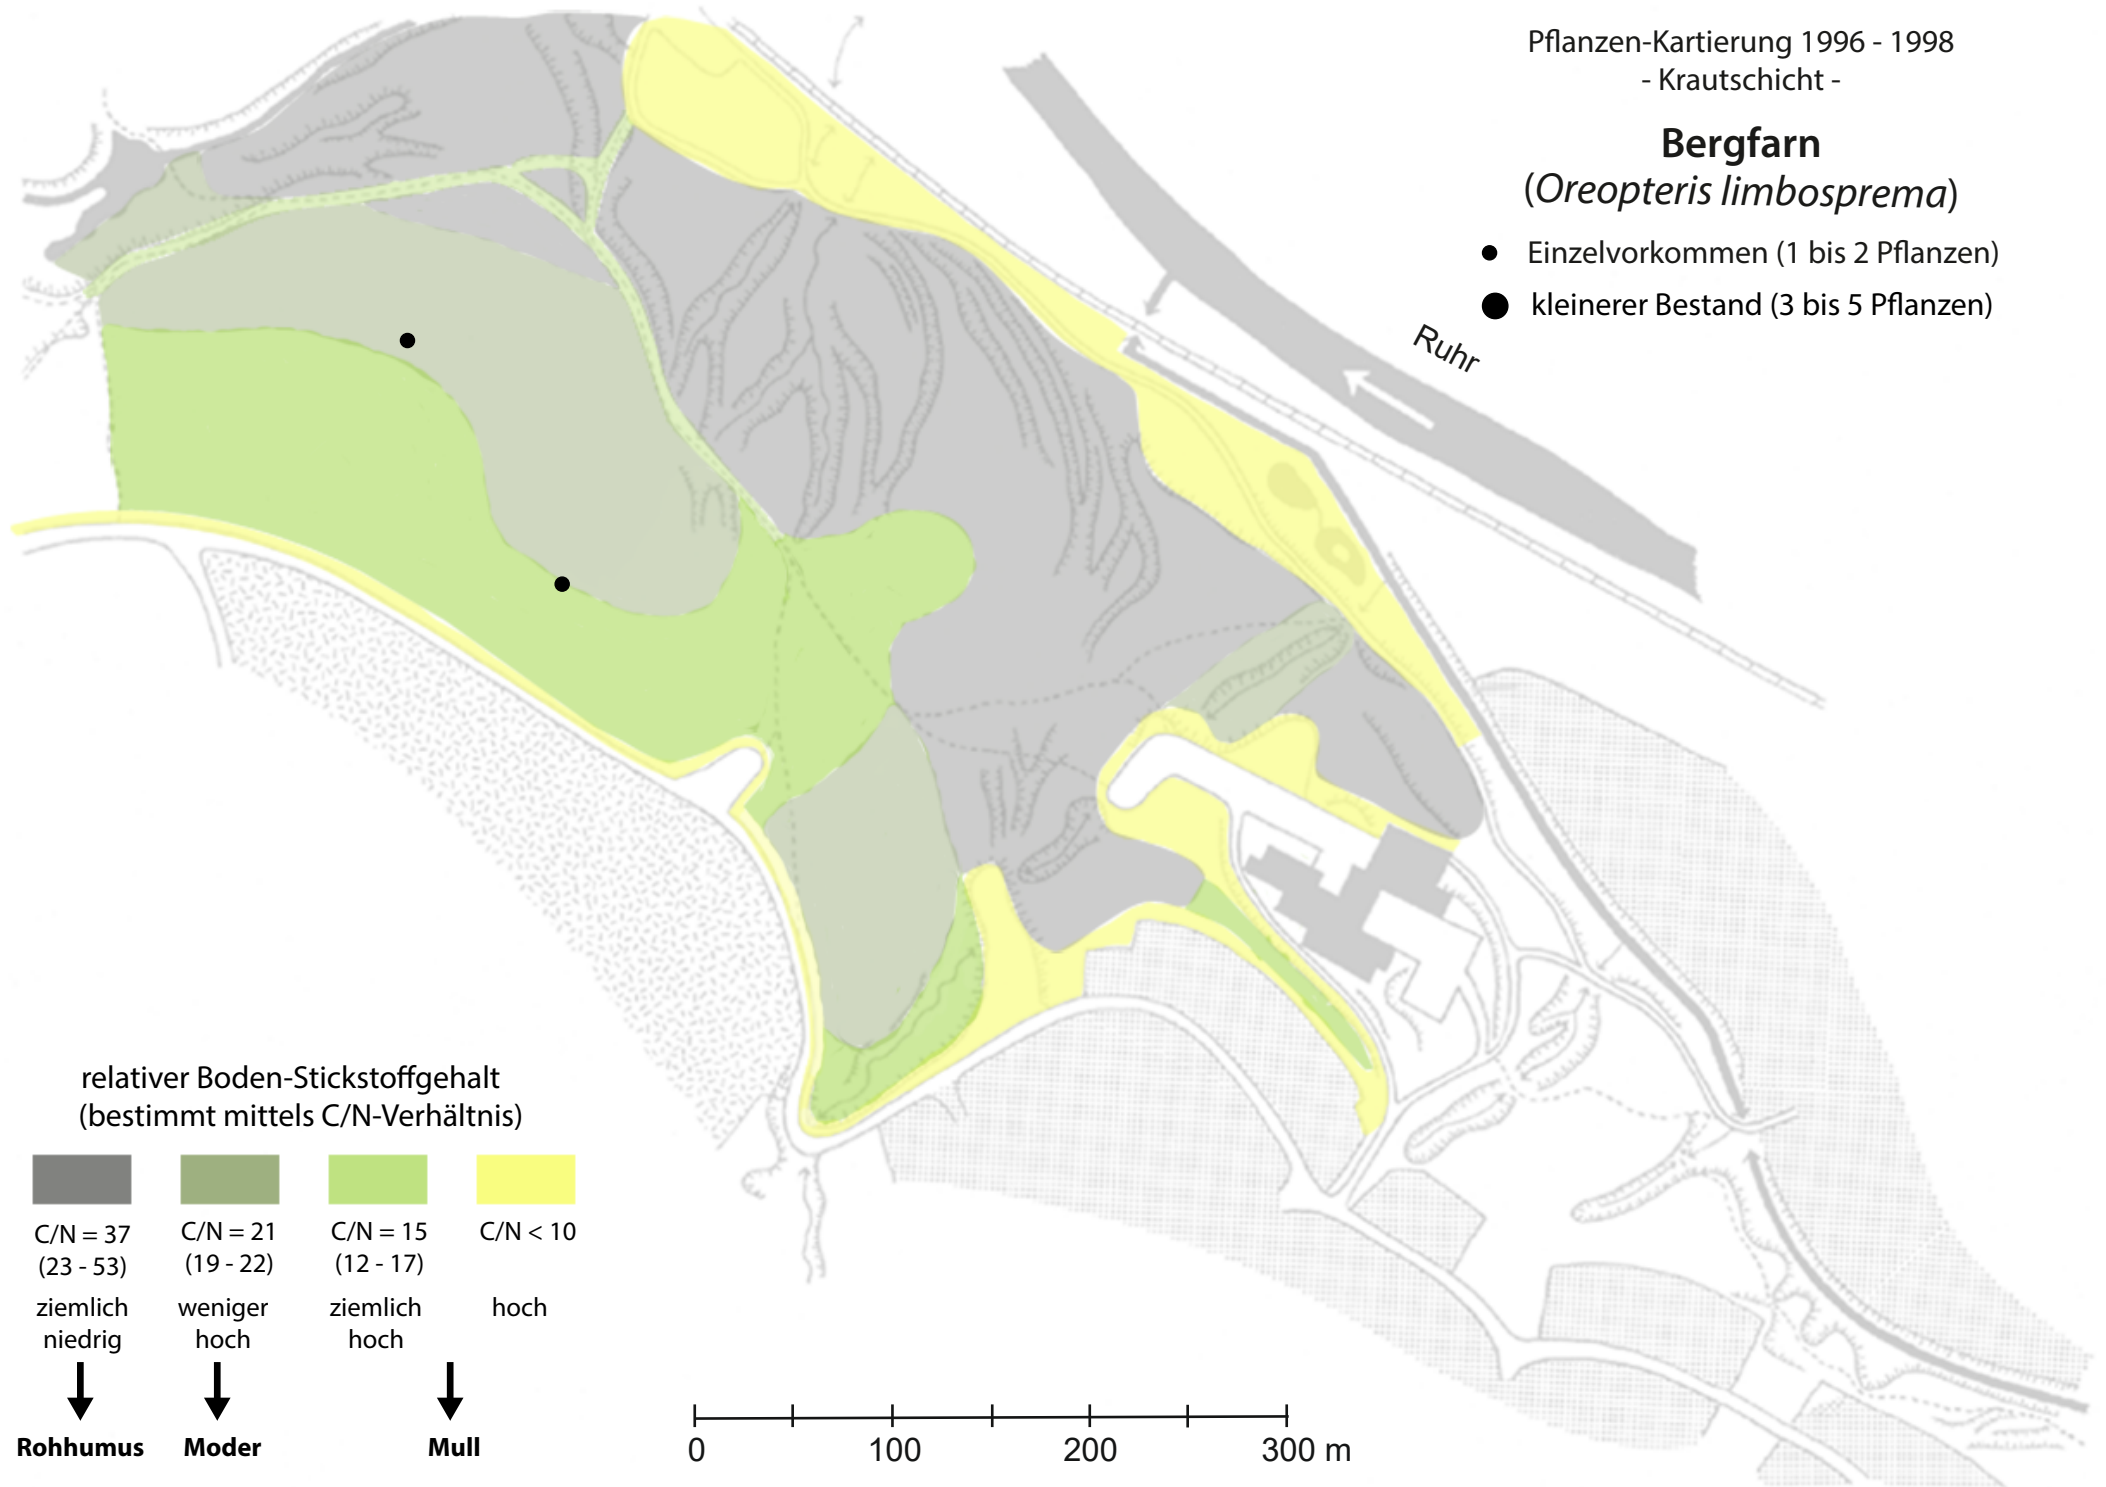 Pflanzen-Kartierung 1996 - 1998
- Krautschicht -
Bergfarn
(Oreopteris limbosprema)
Einzelvorkommen (1 bis 2 Pflanzen)
kleinerer Bestand (3 bis 5 Pflanzen)
Ruhr
relativer Boden-Stickstoffgehalt
(bestimmt mittels C/N-Verhältnis)
C/N = 37 C/N = 21 C/N = 15 C/N < 10
(23 - 53) (19 - 22) (12 - 17)
ziemlich weniger ziemlich hoch
niedrig hoch hoch
Rohhumus Moder Mull
0 100 200 300 m